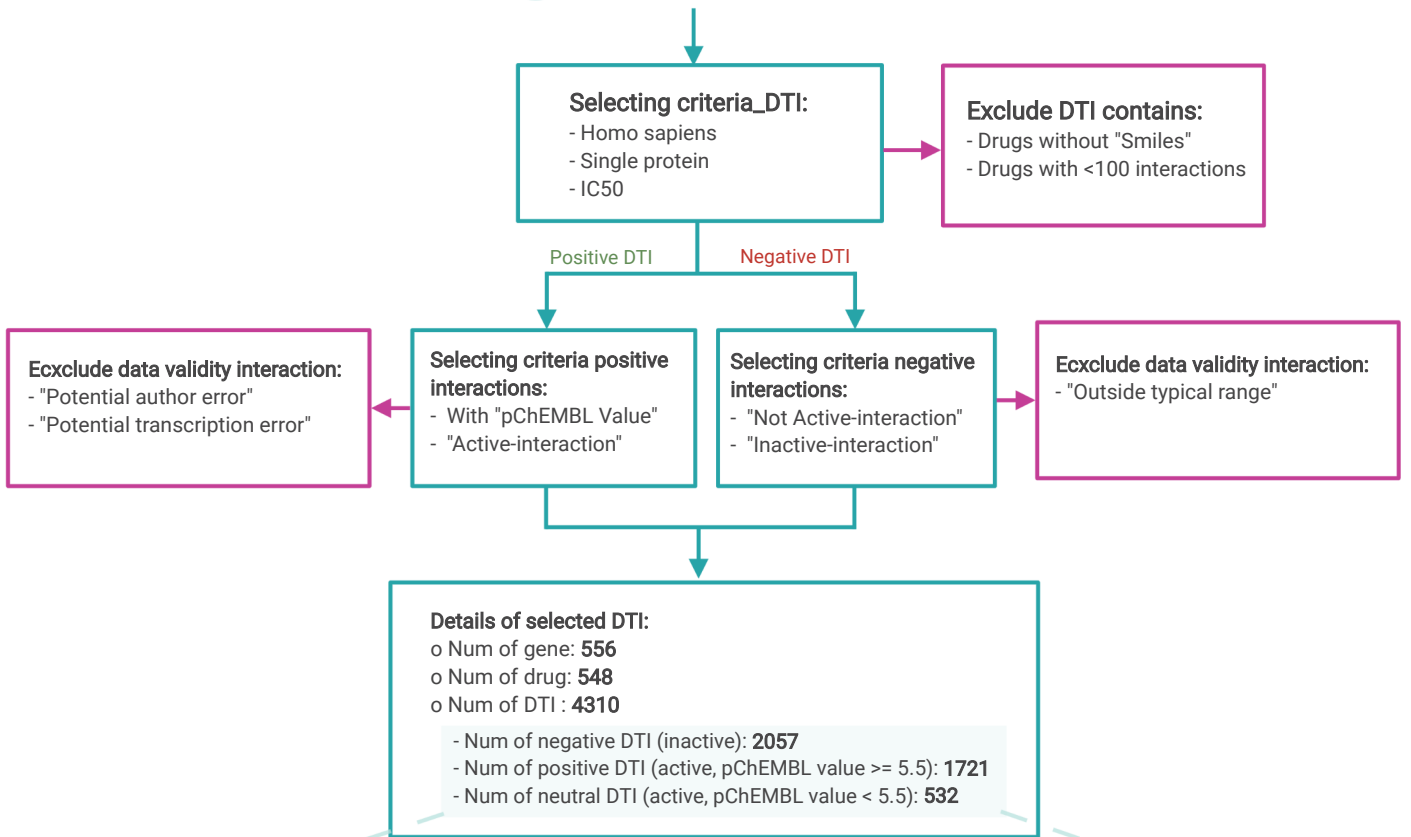 Selecting criteria_DTI:
- Homo sapiens
- Single protein
- IC50
Exclude DTI contains:
- Drugs without "Smiles"
- Drugs with <100 interactions
Positive DTI
Negative DTI
Ecxclude data validity interaction:
- "Potential author error"
- "Potential transcription error"
Selecting criteria positive
interactions:
- With "pChEMBL Value"
- "Active-interaction"
Selecting criteria negative
interactions:
- "Not Active-interaction"
- "Inactive-interaction"
Ecxclude data validity interaction:
- "Outside typical range"
Details of selected DTI:
o Num of gene: 556
o Num of drug: 548
o Num of DTI : 4310
- Num of negative DTI (inactive): 2057
- Num of positive DTI (active, pChEMBL value >= 5.5): 1721
- Num of neutral DTI (active, pChEMBL value < 5.5): 532